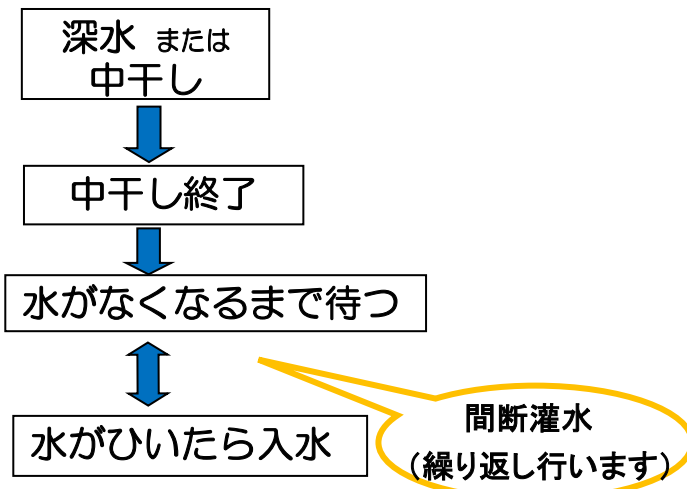 深水 または
中干し
中干し終了
水がなくなるまで待つ
水がひいたら入水
間断灌水
（繰り返し行います）